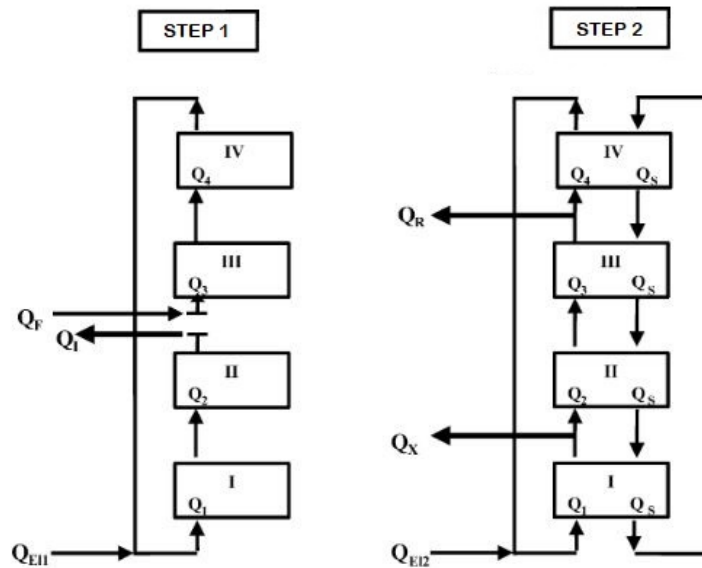 STEP 1
IV
Q4
III
Q3
QF
QI
II
Q2
I
Q1
QEl1
STEP 2
IV
Q4 QS
QR
III
Q3 QS
II
Q2 QS
QX
I
Q1 QS
QEl2